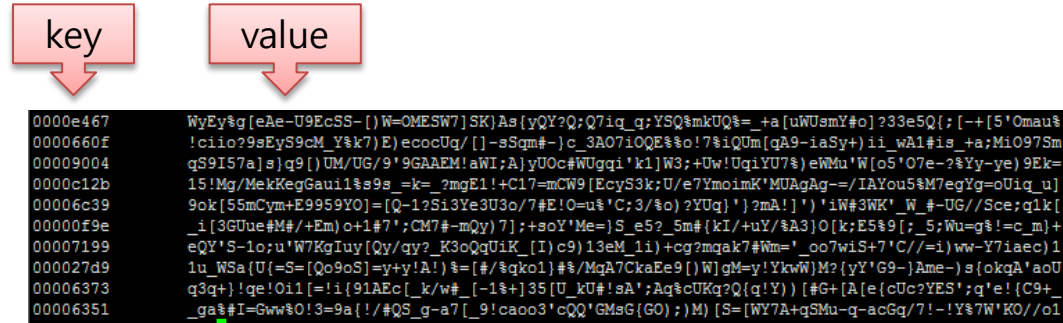 key value
0000e467 WyEy%g[eAe-U9EcSS-[)W=OMESW7]SK}As{yQY?Q;Q7iq_q;YSQ%mkUQ%=_+a[uWUsmY#o]?33e5Q{;[-+[5'Omau%
0000660f !ciio?9sEyS9cM_Y%k7)E)ecocUq/[]-sSqm#-}c_3AO7iOQE%%o!7%iQUm[qA9-iaSy+)ii_wA1#is_+a;MiO97Sm
00009004 qS9I57a]s}q9[)UM/UG/9'9GAAEM!aWI;A}yUOc#WUgqi'k1]W3;+Uw!UqiYU7%)eWMu'W[o5'O7e-?%Yy-ye)9Ek=
0000c12b 15!Mg/MekKegGaui1%s9s_=k=_?mgE1!+C17=mCW9[EcyS3k;U/e7YmoimK'MUAgAg-=/IAYou5%M7egYg=oUiq_u]
00006c39 9ok[55mCym+E9959YO]=[Q-1?Si3Ye3U3o/7#E!O=u%'C;3/%o)?YUq}'}?mA!]')'iW#3WK'_W_#-UG//Sce;q1k[
0000f9e _i[3GUue#M#/+Em)o+1#7';CM7#-mQy)7];+soY'Me=}S_e5?_Sm#{kI/+uY/%A3}O[k;E5%9[;_5;Wu=g%!=c_m}+
00007199 eQY'S-1o;u'W7KgIuy[Qy/qy?_K3oQqUiK_[I)c9)13eM_1i)+cg?mqak7#Wm='_oo7wiS+7'C//=i)ww-Y7iaec)1
000027d9 1u_WSa{U{=S=[Qo9oS]=y+y!A!)%=[#/%qko1}#%/MqA7CkaEe9[)W]gM=y!YkwW}M?{yY'G9-}Ame-)s{okqA'aoU
00006373 q3q+}!qe!Oi1[=!i{91AEc[_k/w#_[-1%+]35[U_kU#!sA';Aq%cUKq?Q{q!Y))[#G+[A[e{cUc?YES';q'e!{C9+_
00006351 _ga%#I=Gww%O!3=9a{!/#QS_g-a7[_9!caoo3'cQQ'GMsG{GO);)M)[S=[WY7A+qSMu-q-acGq/7!-!Y%7W'KO//o1